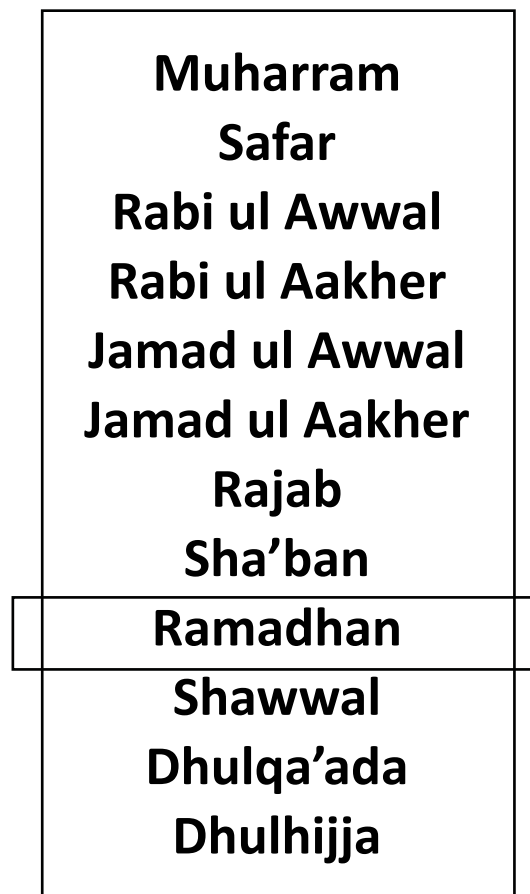 Muharram
Safar
Rabi ul Awwal
Rabi ul Aakher
Jamad ul Awwal
Jamad ul Aakher
Rajab
Sha’ban
Ramadhan
Shawwal
Dhulqa’ada
Dhulhijja